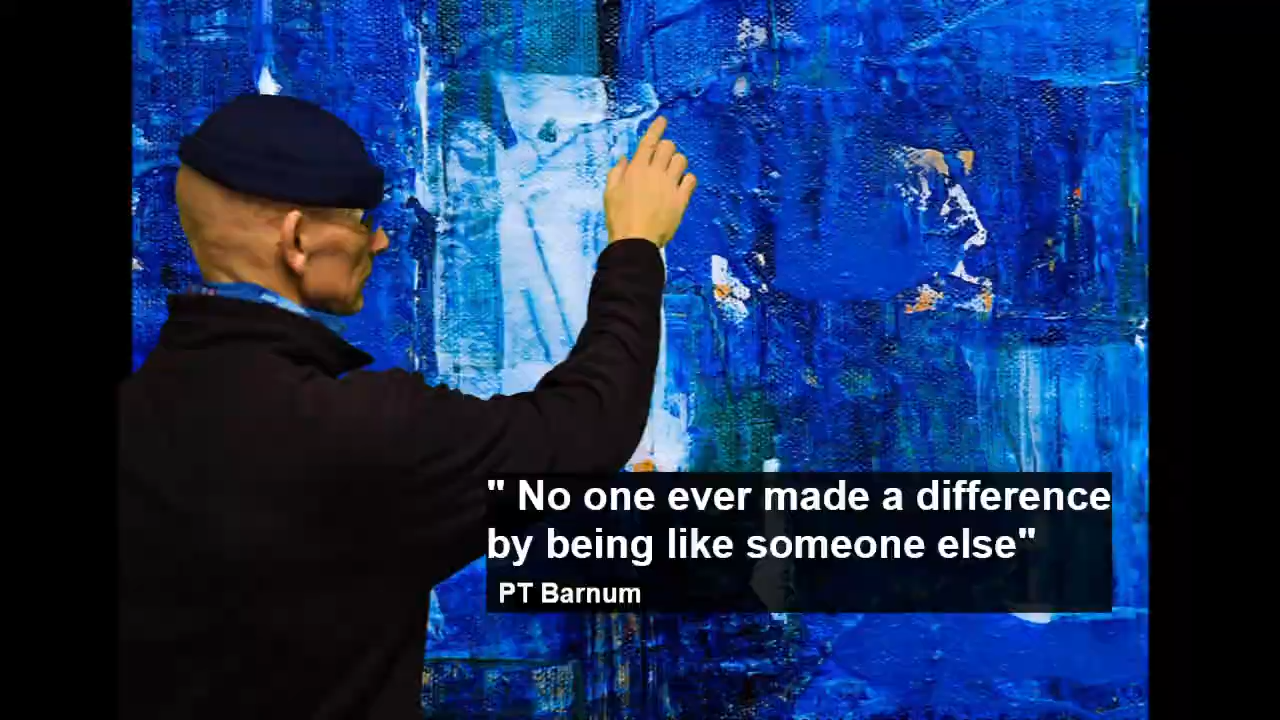 " No one ever made a difference
by being like someone else"
PT Barnum